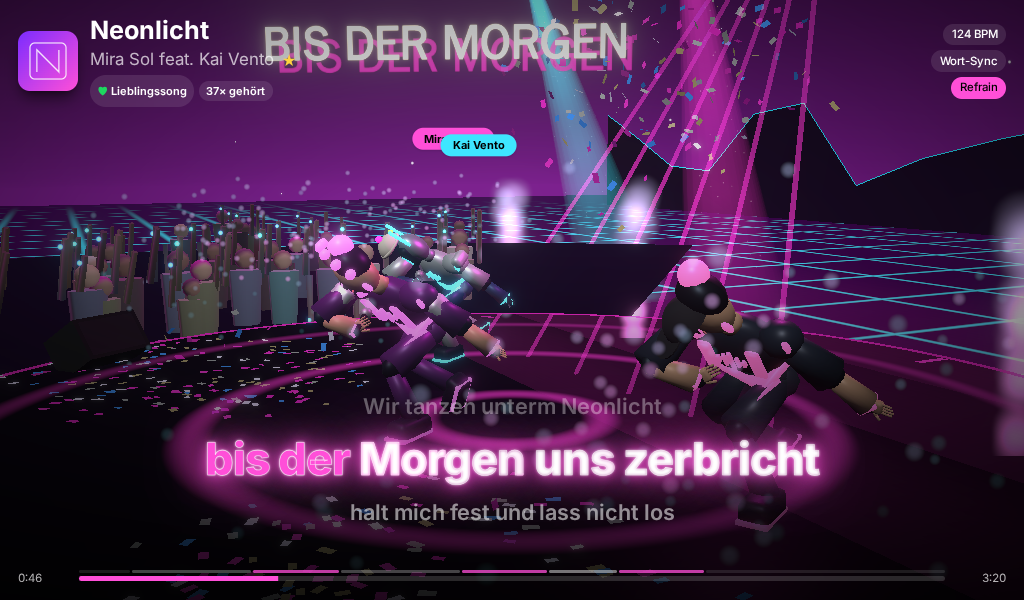 Neonlicht
Mira Sol feat. Kai Vento
Lieblingssong
37× gehört
BIS DER MORGEN
124 BPM
Wort-Sync
Refrain
Kai Vento
Wir tanzen unterm Neonlicht
bis der Morgen uns zerbricht
halt mich fest und lass nicht los
0:46
3:20